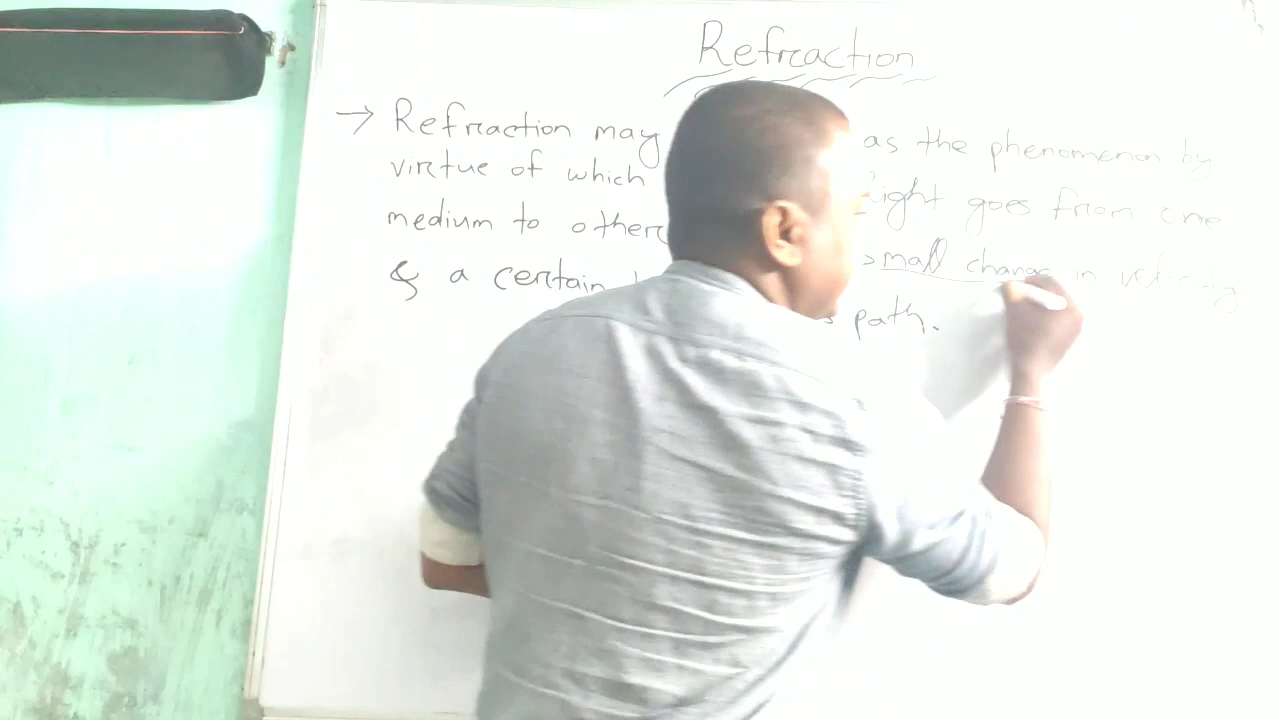 Refraction
→ Refraction may as the phenomenon by
virtue of which light goes from one
medium to other small change in velocity
& a certain path.